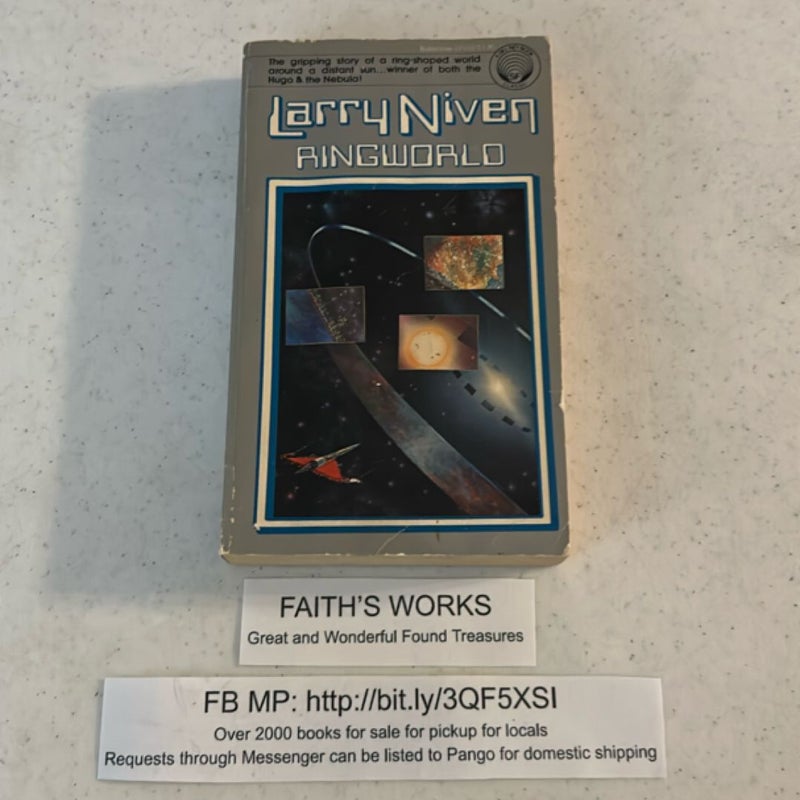 The gripping story of a ring-shaped world
around a distant sun...winner of both the
Hugo & the Nebula!
Larry Niven
RINGWORLD
FAITH'S WORKS
Great and Wonderful Found Treasures
FB MP: http://bit.ly/3QF5XSI
Over 2000 books for sale for pickup for locals
Requests through Messenger can be listed to Pango for domestic shipping